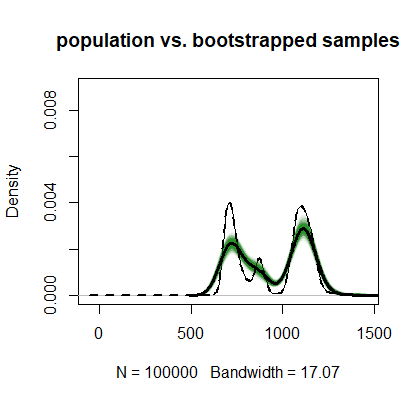 population vs. bootstrapped samples
Density
0.008
0.004
0.000
0 500 1000 1500
N = 100000 Bandwidth = 17.07